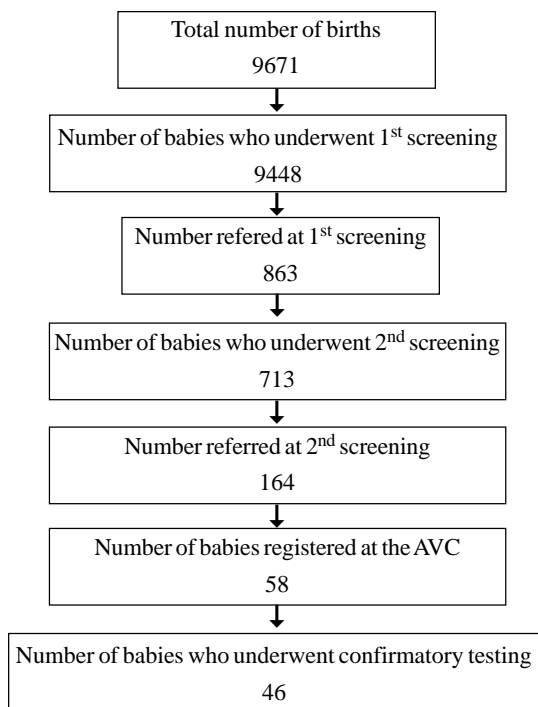 Total number of births
9671
Number of babies who underwent 1st screening
9448
Number refered at 1st screening
863
Number of babies who underwent 2nd screening
713
Number referred at 2nd screening
164
Number of babies registered at the AVC
58
Number of babies who underwent confirmatory testing
46